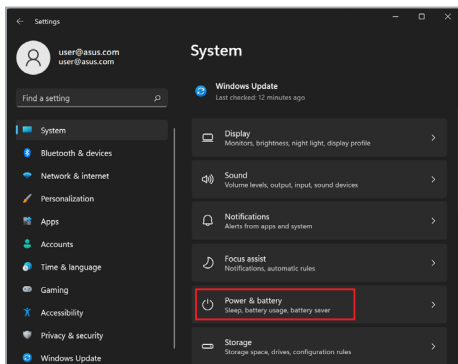 Settings
user@asus.com
user@asus.com
Find a setting
System
Bluetooth & devices
Network & internet
Personalization
Apps
Accounts
Time & language
Gaming
Accessibility
Privacy & security
Windows Update
System
Windows Update
Last checked: 12 minutes ago
Display
Monitors, brightness, night light, display profile
Sound
Volume levels, output, input, sound devices
Notifications
Alerts from apps and system
Focus assist
Notifications, automatic rules
Power & battery
Sleep, battery usage, battery saver
Storage
Storage space, drives, configuration rules